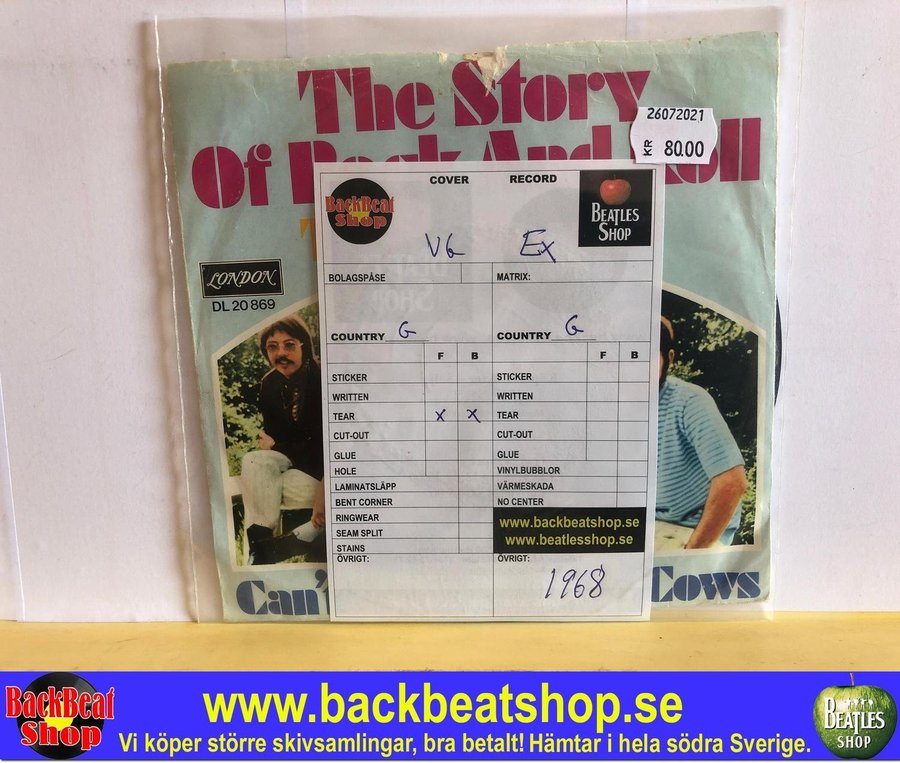 The Story
Of Rock And Roll
26072021
KR 80.00
LONDON
DL 20 869
Can't
Cows
BackBeat
Shop
COVER
RECORD
BEATLES
SHOP
VG
Ex
BOLAGSPÅSE
MATRIX:
COUNTRY G
COUNTRY G
F B
F B
STICKER
STICKER
WRITTEN
WRITTEN
TEAR x x
TEAR
CUT-OUT
CUT-OUT
GLUE
GLUE
HOLE
VINYLBUBBLOR
LAMINATSLÄPP
VÄRMESKADA
BENT CORNER
NO CENTER
RINGWEAR
www.backbeatshop.se
SEAM SPLIT
www.beatlesshop.se
STAINS
ÖVRIGT:
ÖVRIGT:
1968
BackBeat
Shop
www.backbeatshop.se
Vi köper större skivsamlingar, bra betalt! Hämtar i hela södra Sverige.
BEATLES
SHOP